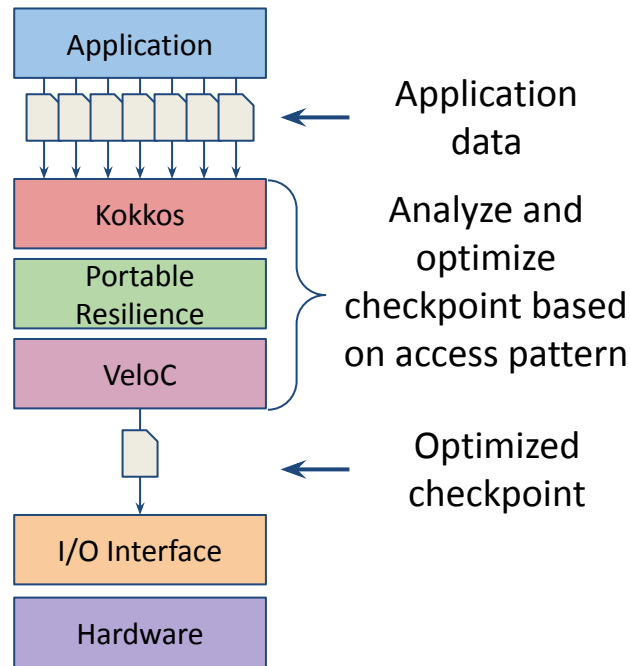 Application
Application
data
Kokkos
Analyze and
optimize
checkpoint based
on access pattern
Portable
Resilience
VeloC
Optimized
checkpoint
I/O Interface
Hardware